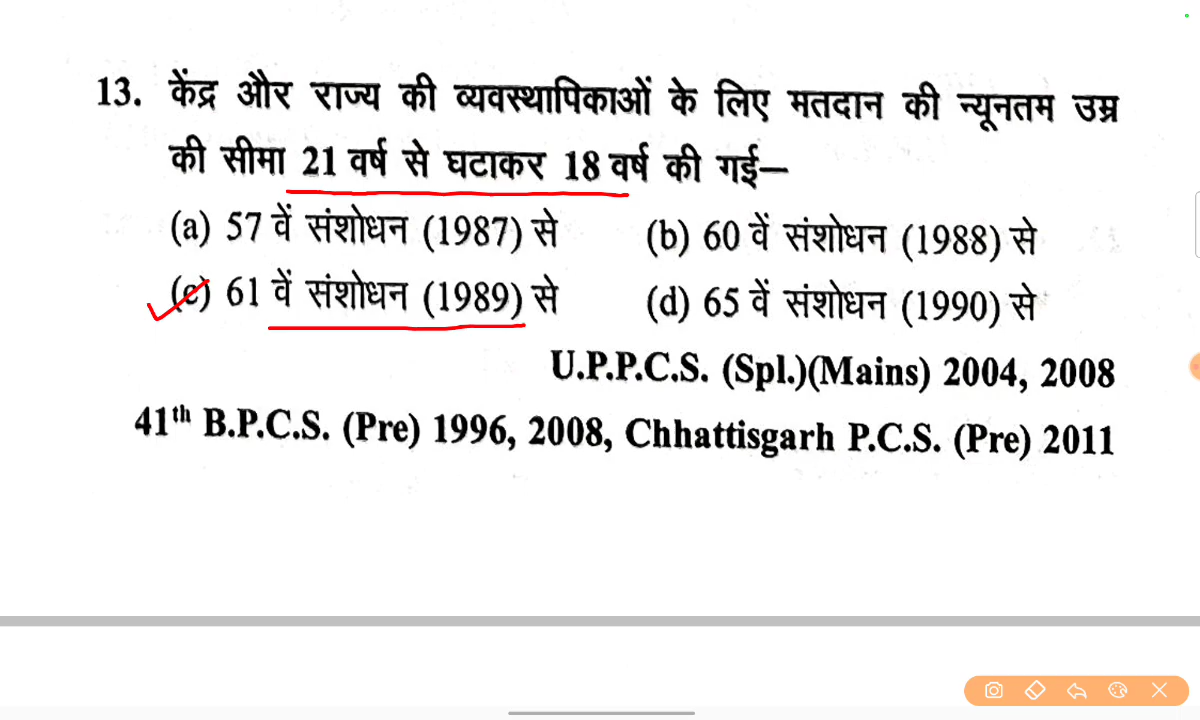 13. केंद्र और राज्य की व्यवस्थापिकाओं के लिए मतदान की न्यूनतम उम्र
की सीमा 21 वर्ष से घटाकर 18 वर्ष की गई–
(a) 57 वें संशोधन (1987) से (b) 60 वें संशोधन (1988) से
(c) 61 वें संशोधन (1989) से (d) 65 वें संशोधन (1990) से
U.P.P.C.S. (Spl.)(Mains) 2004, 2008
41th B.P.C.S. (Pre) 1996, 2008, Chhattisgarh P.C.S. (Pre) 2011